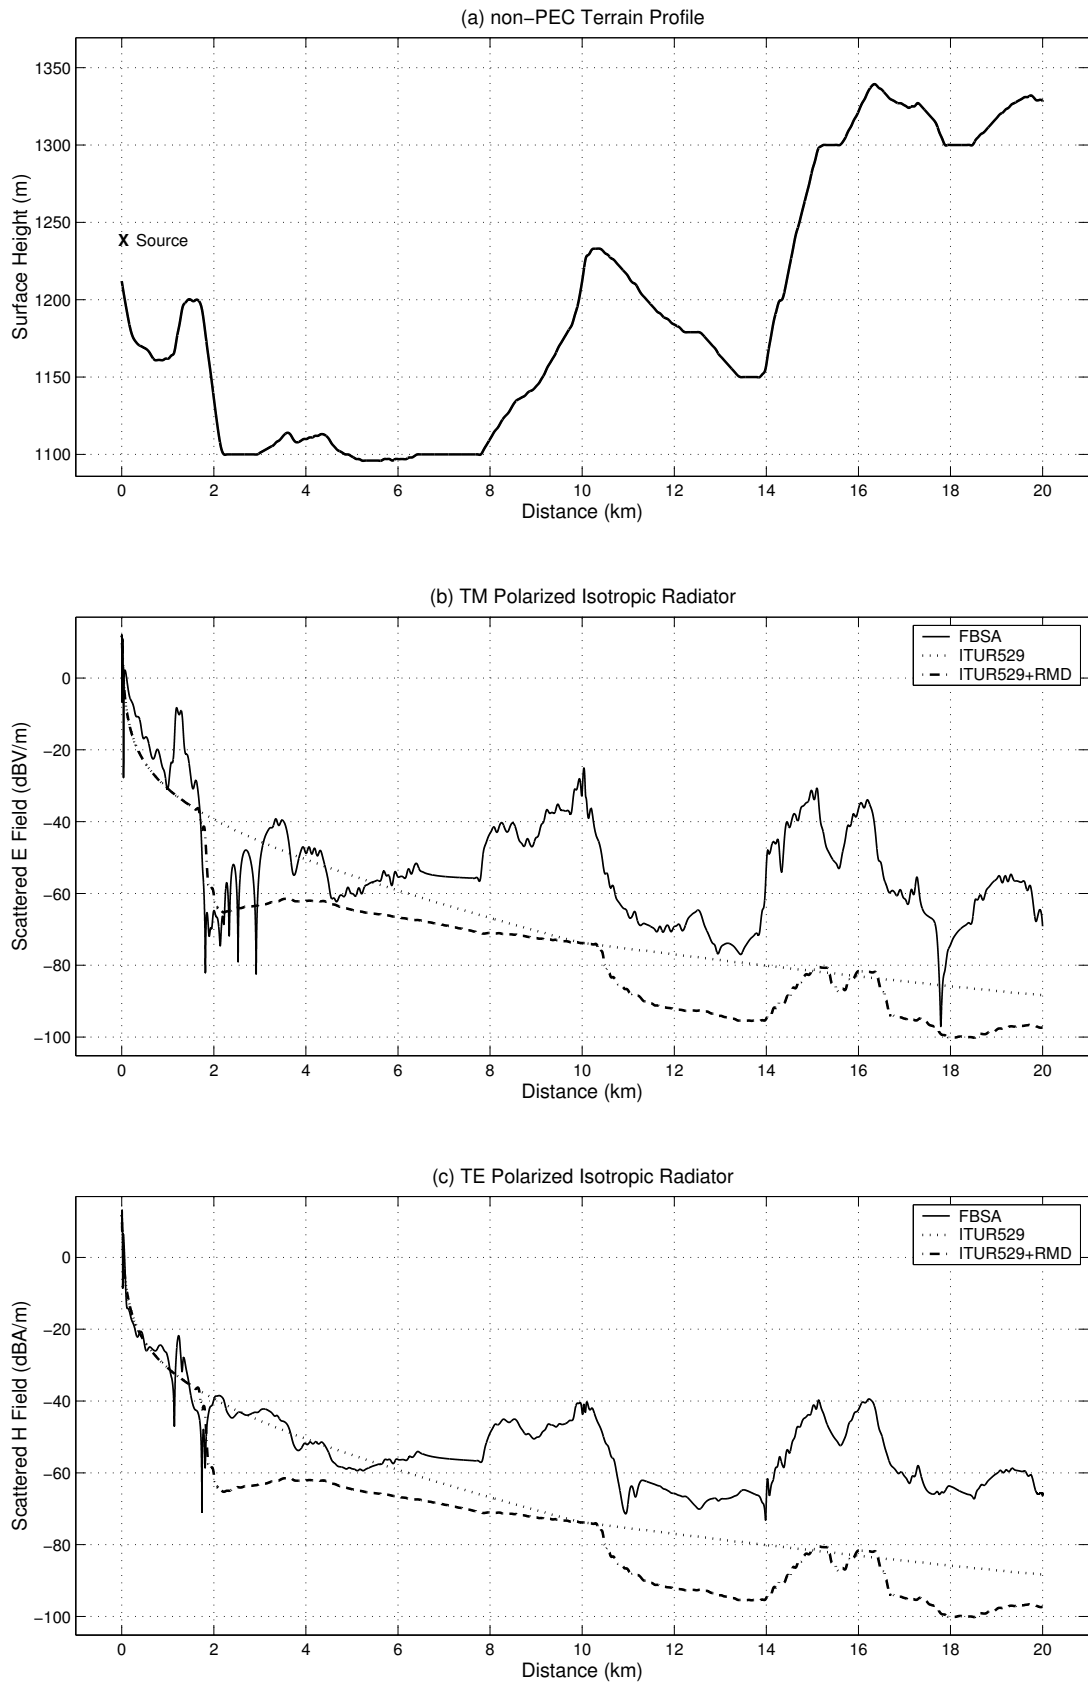 (a) non−PEC Terrain Profile
1350
1300
1250
1200
1150
1100
Surface Height (m)
X Source
0 2 4 6 8 10 12 14 16 18 20
Distance (km)
(b) TM Polarized Isotropic Radiator
0
−20
−40
−60
−80
−100
Scattered E Field (dBV/m)
FBSA
ITUR529
ITUR529+RMD
0 2 4 6 8 10 12 14 16 18 20
Distance (km)
(c) TE Polarized Isotropic Radiator
0
−20
−40
−60
−80
−100
Scattered H Field (dBA/m)
FBSA
ITUR529
ITUR529+RMD
0 2 4 6 8 10 12 14 16 18 20
Distance (km)